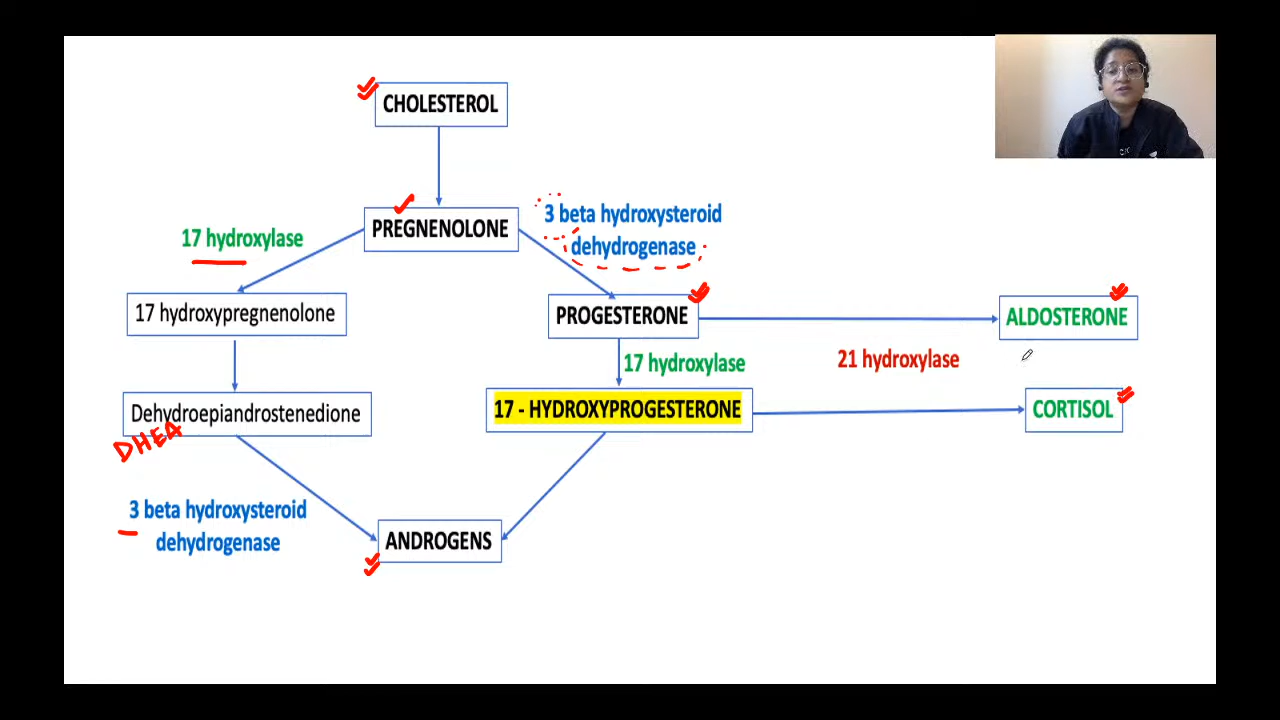 CHOLESTEROL
PREGNENOLONE
17 hydroxylase
3 beta hydroxysteroid
dehydrogenase
17 hydroxypregnenolone
PROGESTERONE
ALDOSTERONE
17 hydroxylase
21 hydroxylase
Dehydroepiandrostenedione
DHEA
17 - HYDROXYPROGESTERONE
CORTISOL
3 beta hydroxysteroid
dehydrogenase
ANDROGENS